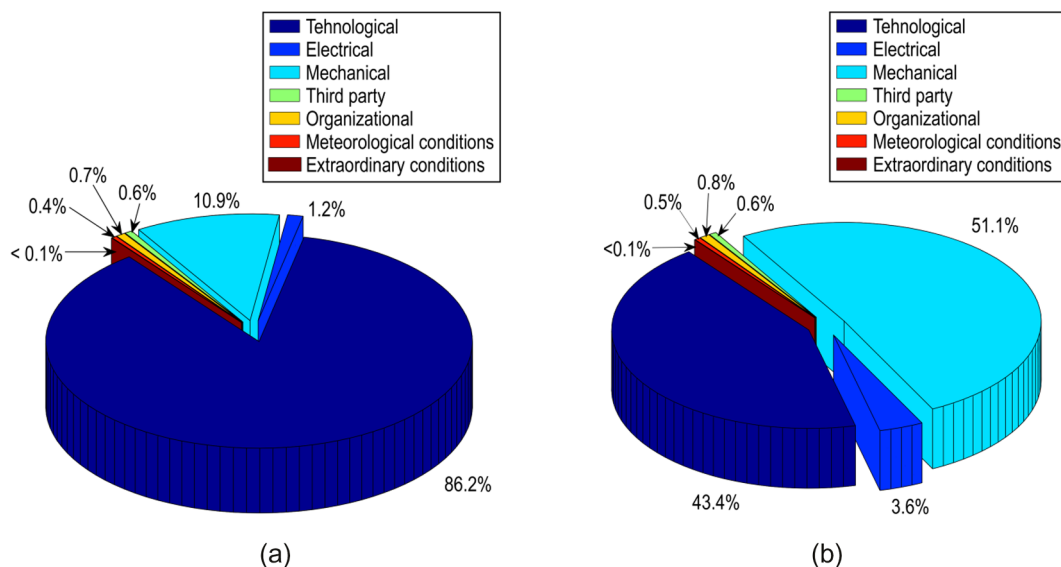 Tehnological
Electrical
Mechanical
Third party
Organizational
Meteorological conditions
Extraordinary conditions
0.7%
0.6%
0.4%
< 0.1%
10.9%
1.2%
86.2%
(a)
Tehnological
Electrical
Mechanical
Third party
Organizational
Meteorological conditions
Extraordinary conditions
0.8%
0.5%
0.6%
<0.1%
51.1%
43.4%
3.6%
(b)